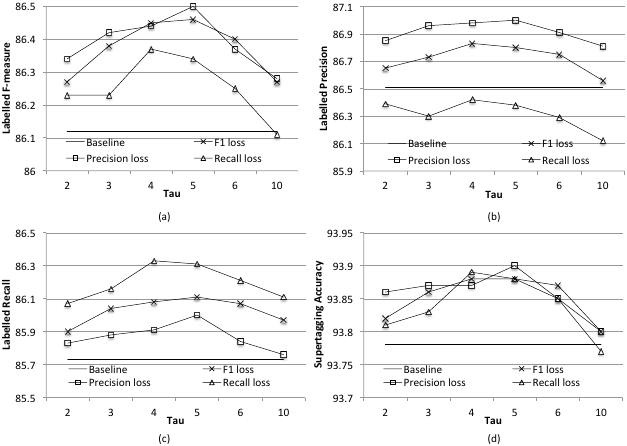 86.5
86.4
86.3
86.2
86.1
86
Labelled F-measure
Baseline
F1 loss
Precision loss
Recall loss
2 3 4 5 6 10
Tau
(a)
87.1
86.9
86.7
86.5
86.3
86.1
85.9
Labelled Precision
Baseline
F1 loss
Precision loss
Recall loss
2 3 4 5 6 10
Tau
(b)
86.5
86.3
86.1
85.9
85.7
85.5
Labelled Recall
Baseline
F1 loss
Precision loss
Recall loss
2 3 4 5 6 10
Tau
(c)
93.95
93.9
93.85
93.8
93.75
93.7
Supertagging Accuracy
Baseline
F1 loss
Precision loss
Recall loss
2 3 4 5 6 10
Tau
(d)